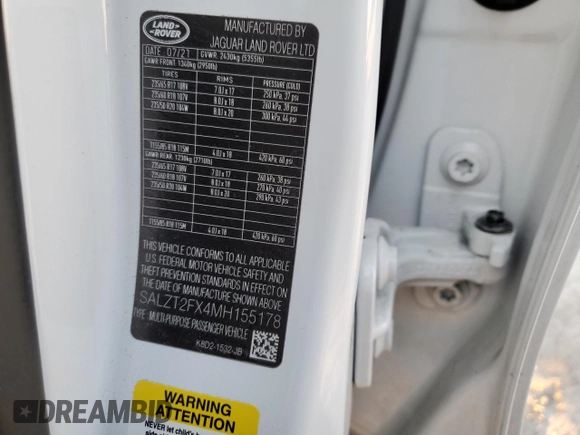 LAND ROVER
MANUFACTURED BY
JAGUAR LAND ROVER LTD
DATE 07/21 GVWR: 2430kg (5355lb)
GAWR FRONT 1340kg (2950lb)
TIRES RIMS PRESSURE (COLD)
235/65 R17 108V 7.0J x 17 250 kPa, 37 psi
235/60 R18 107V 8.0J x 18 260 kPa, 38 psi
235/50 R20 104W 8.0J x 20 300 kPa, 44 psi
T155/85 R18 115M 4.0J x 18 420 kPa, 60 psi
GAWR REAR 1230kg (2711lb)
235/65 R17 108V 7.0J x 17 260 kPa, 38 psi
235/60 R18 107V 8.0J x 18 270 kPa, 40 psi
235/50 R20 104W 8.0J x 20 290 kPa, 43 psi
T155/85 R18 115M 4.0J x 18 420 kPa, 60 psi
THIS VEHICLE CONFORMS TO ALL APPLICABLE
U.S. FEDERAL MOTOR VEHICLE SAFETY AND
THEFT PREVENTION STANDARDS IN EFFECT ON
THE DATE OF MANUFACTURE SHOWN ABOVE.
SALZT2FX4MH155178
TYPE: MULTI-PURPOSE PASSENGER VEHICLE
K8D2-1532-JB
WARNING
ATTENTION
NEVER let child's
DREAMBID